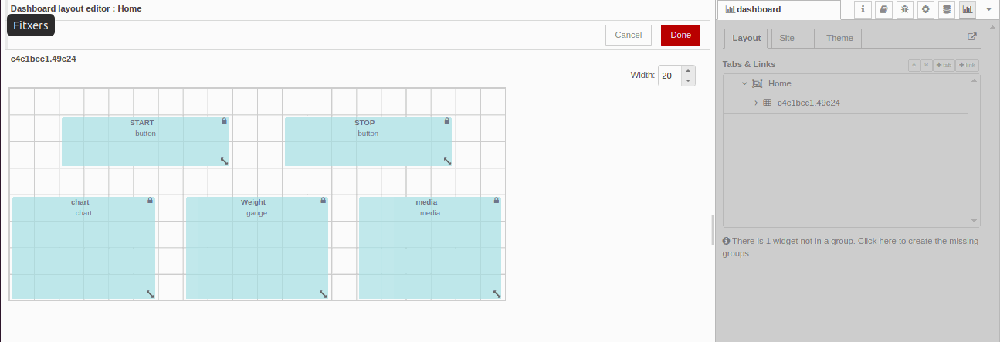 Dashboard layout editor : Home
Fitxers
Cancel
Done
c4c1bcc1.49c24
Width: 20
START
button
STOP
button
chart
chart
Weight
gauge
media
media
dashboard
i
Layout
Site
Theme
Tabs & Links
+ tab
+ link
Home
c4c1bcc1.49c24
There is 1 widget not in a group. Click here to create the missing
groups